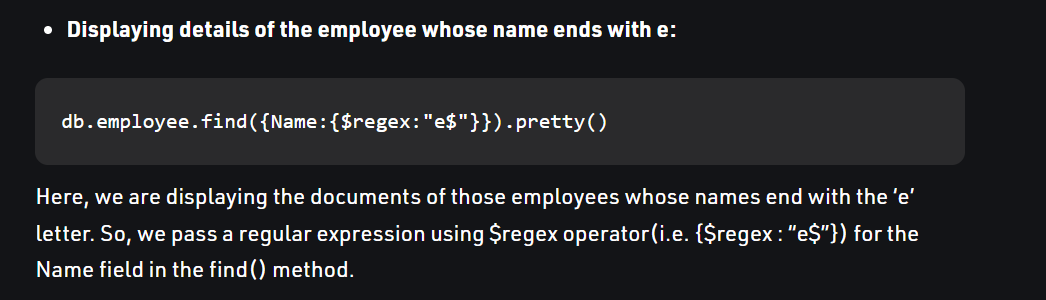 • Displaying details of the employee whose name ends with e:
db.employee.find({Name:{$regex:"e$"}}).pretty()
Here, we are displaying the documents of those employees whose names end with the ‘e’
letter. So, we pass a regular expression using $regex operator(i.e. {$regex : “e$”}) for the
Name field in the find() method.